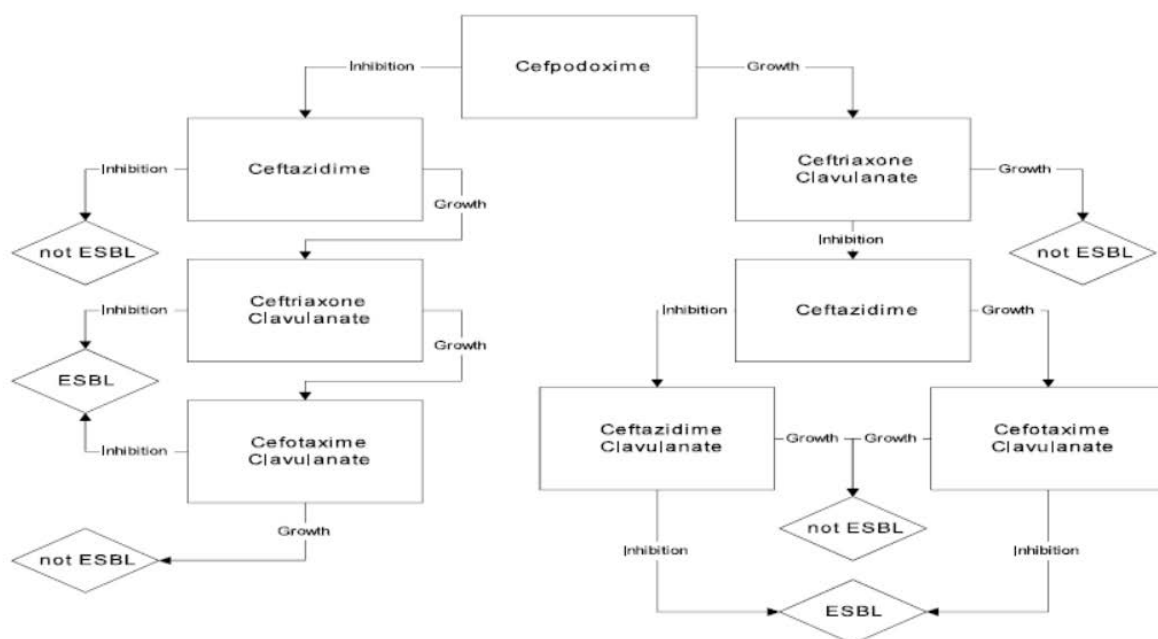 Cefpodoxime
Inhibition
Growth
Ceftazidime
Ceftriaxone
Clavulanate
Inhibition
Growth
Growth
not ESBL
Inhibition
not ESBL
Ceftriaxone
Clavulanate
Ceftazidime
Inhibition
Growth
Inhibition
Growth
ESBL
Cefotaxime
Clavulanate
Ceftazidime
Clavulanate
Cefotaxime
Clavulanate
Inhibition
Growth
Growth
Growth
not ESBL
not ESBL
Inhibition
Inhibition
ESBL